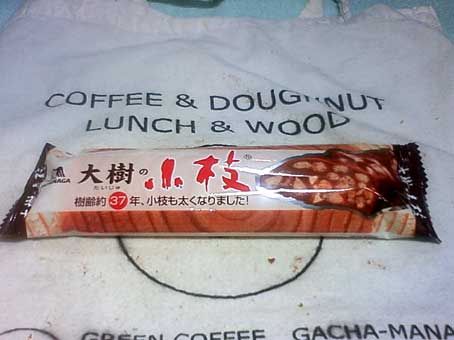 COFFEE & DOUGHNUT
LUNCH & WOOD
大樹の小枝®
たいじゅ
樹齢約37年、小枝も太くなりました!
GREEN COFFEE GACHA-MANA